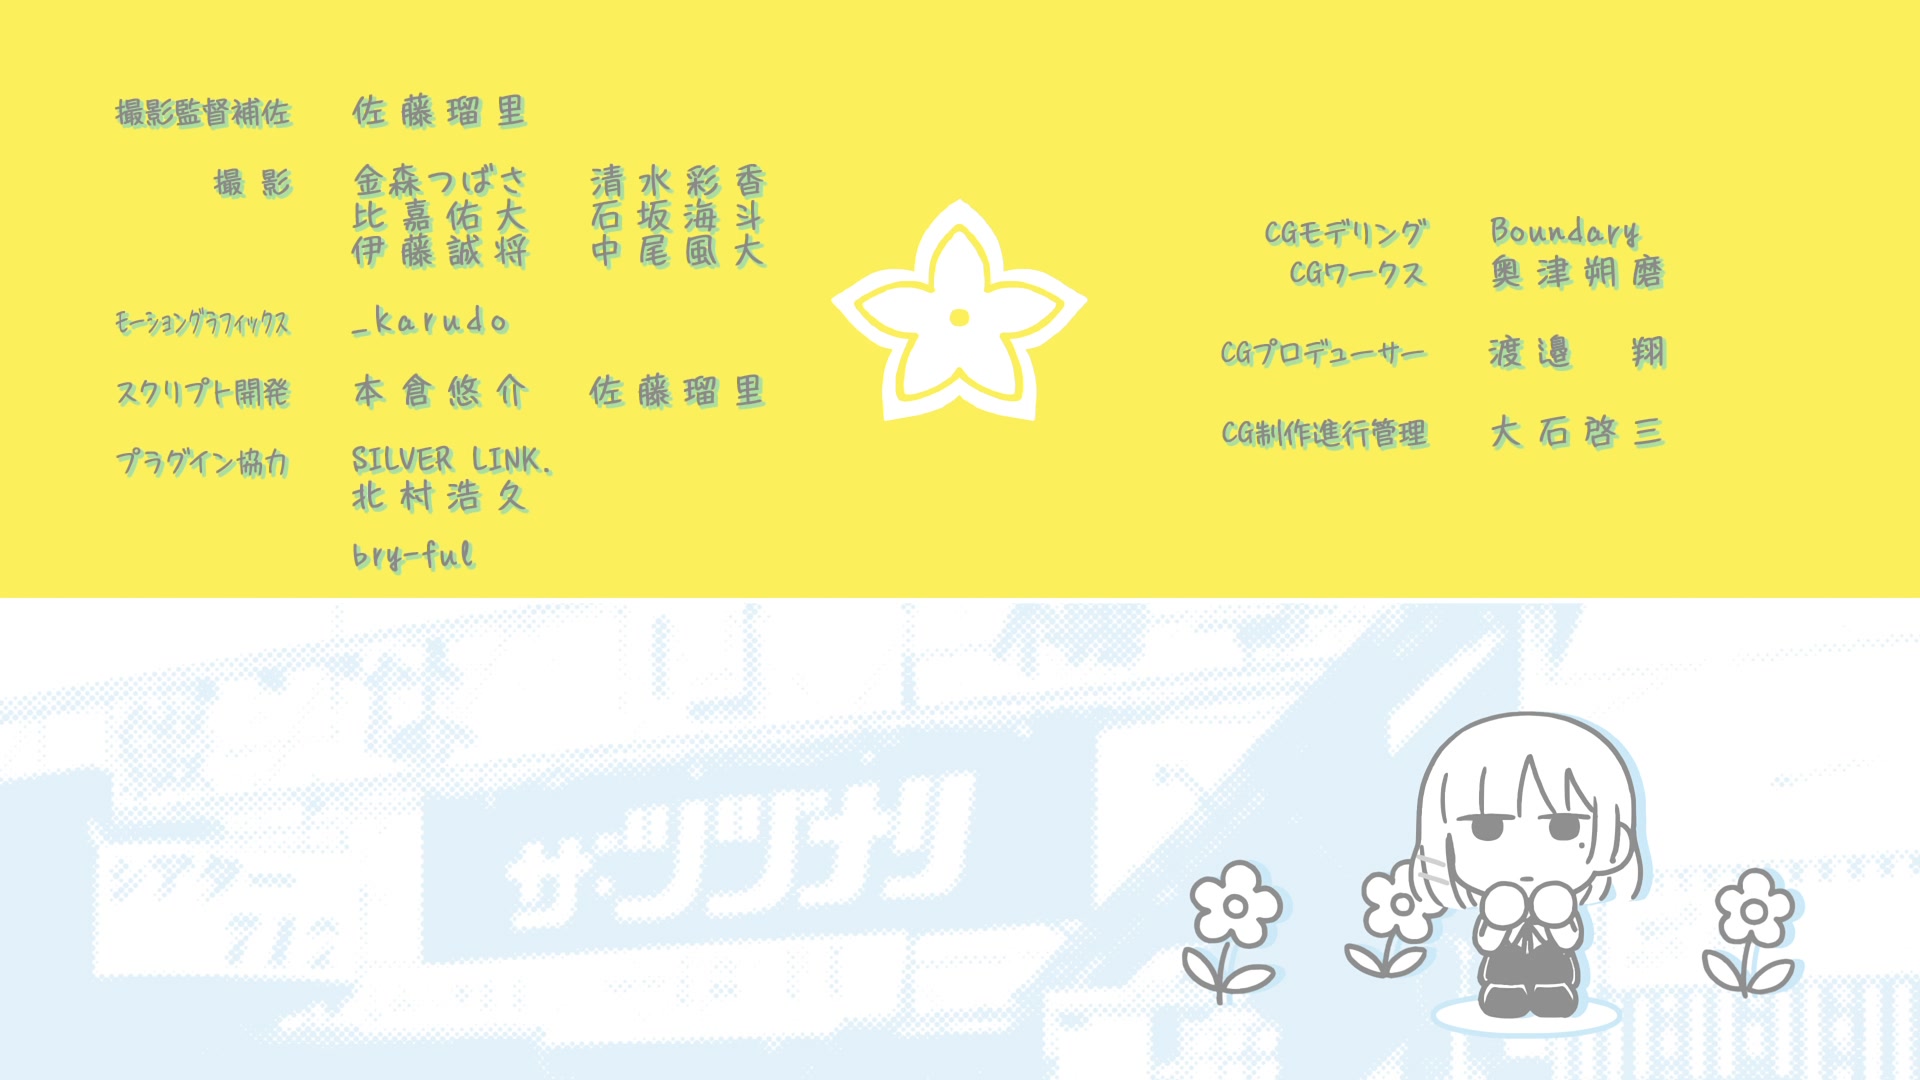 撮影監督補佐 佐藤瑠里
撮影 金森つばさ 清水彩香
比嘉佑大 石坂海斗
伊藤誠将 中尾風大
モーショングラフィックス _karudo
スクリプト開発 本倉悠介 佐藤瑠里
プラグイン協力 SILVER LINK.
北村浩久
bry-ful
CGモデリング Boundary
CGワークス 奥津朔磨
CGプロデューサー 渡邉 翔
CG制作進行管理 大石啓三
シアター
712
ザ・ツヅナリ